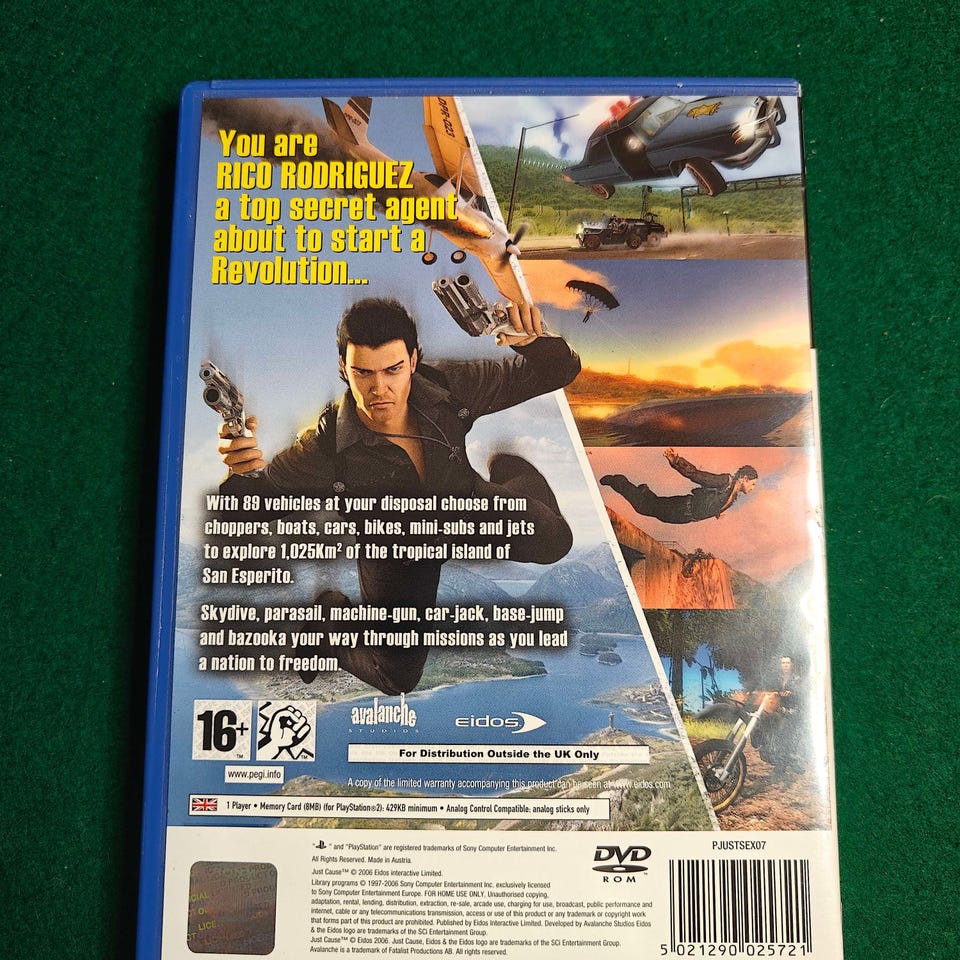 You are
RICO RODRIGUEZ
a top secret agent
about to start a
Revolution...
With 89 vehicles at your disposal choose from
choppers, boats, cars, bikes, mini-subs and jets
to explore 1,025Km² of the tropical island of
San Esperito.
Skydive, parasail, machine-gun, car-jack, base-jump
and bazooka your way through missions as you lead
a nation to freedom.
16+™
™
www.pegi.info
avalanche
STUDIOS
eidos
For Distribution Outside the UK Only
A copy of the limited warranty accompanying this product can be seen at www.eidos.com
1 Player • Memory Card (8MB) (for PlayStation®2): 429KB minimum • Analog Control Compatible: analog sticks only
" " and "PlayStation" are registered trademarks of Sony Computer Entertainment Inc.
All Rights Reserved. Made in Austria.
Just Cause™ © 2006 Eidos Interactive Limited.
Library programs © 1997-2006 Sony Computer Entertainment Inc. exclusively licensed
to Sony Computer Entertainment Europe. FOR HOME USE ONLY. Unauthorised copying,
adaptation, rental, lending, distribution, extraction, re-sale, arcade use, charging for use, broadcast, public performance and
internet, cable or any telecommunications transmission, access or use of this product or any trademark or copyright work
that forms part of this product are prohibited. Published by Eidos Interactive Limited. Developed by Avalanche Studios Eidos
& the Eidos logo are trademarks of the SCi Entertainment Group.
Just Cause™ © Eidos 2006. Just Cause, Eidos & the Eidos logo are trademarks of the SCi Entertainment Group.
Avalanche is a trademark of Fatalist Productions AB. All rights reserved.
DVD
ROM
PJUSTSEX07
5 021290 025721